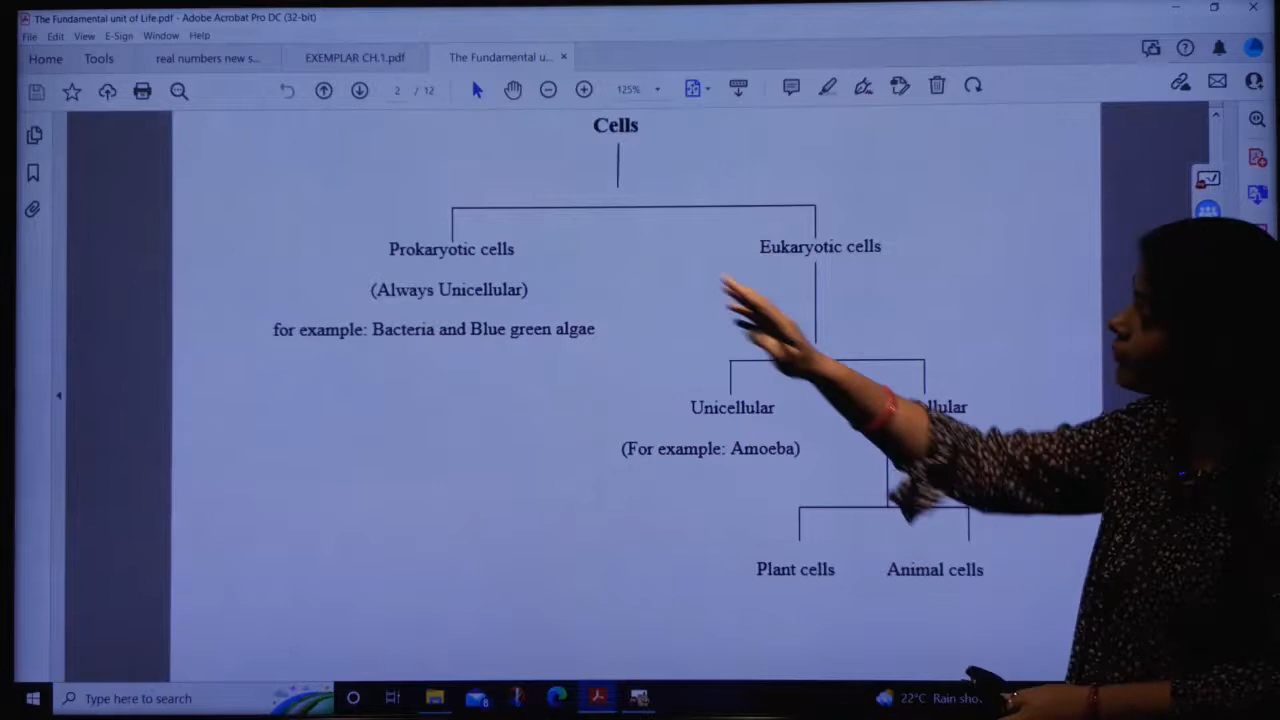 The Fundamental unit of Life.pdf - Adobe Acrobat Pro DC (32-bit)
File Edit View E-Sign Window Help
Home Tools real numbers new s... EXEMPLAR CH.1.pdf The Fundamental u... ×
2 / 12 125%
Cells
Prokaryotic cells Eukaryotic cells
(Always Unicellular)
for example: Bacteria and Blue green algae
Unicellular
(For example: Amoeba)
Plant cells Animal cells
Type here to search 22°C Rain sho...